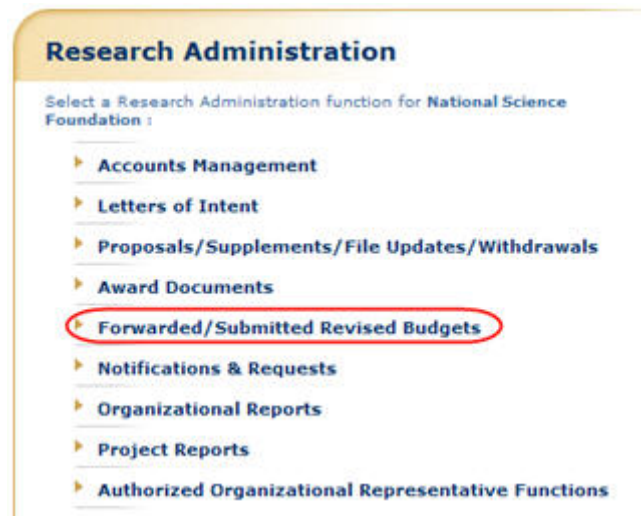 Research Administration
Select a Research Administration function for National Science
Foundation :
Accounts Management
Letters of Intent
Proposals/Supplements/File Updates/Withdrawals
Award Documents
Forwarded/Submitted Revised Budgets
Notifications & Requests
Organizational Reports
Project Reports
Authorized Organizational Representative Functions